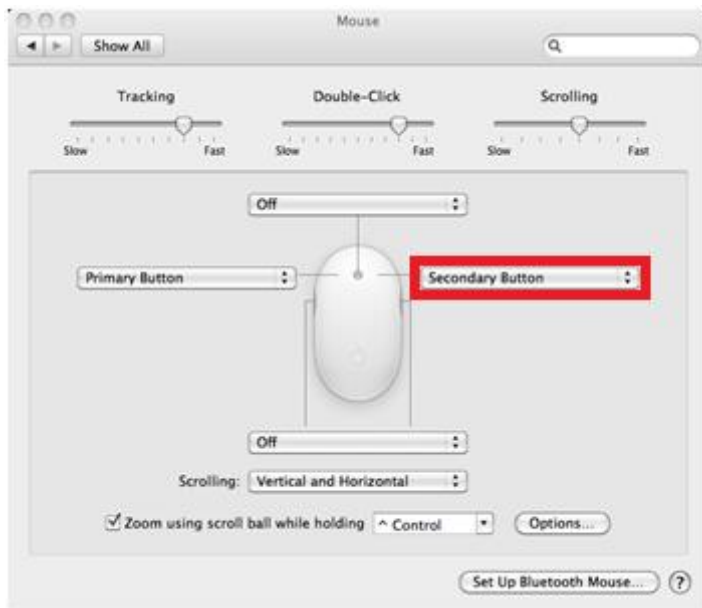 Mouse
Show All
Tracking Double-Click Scrolling
Slow Fast Slow Fast Slow Fast
Off
Primary Button Secondary Button
Off
Scrolling: Vertical and Horizontal
Zoom using scroll ball while holding ^ Control Options...
Set Up Bluetooth Mouse... ?